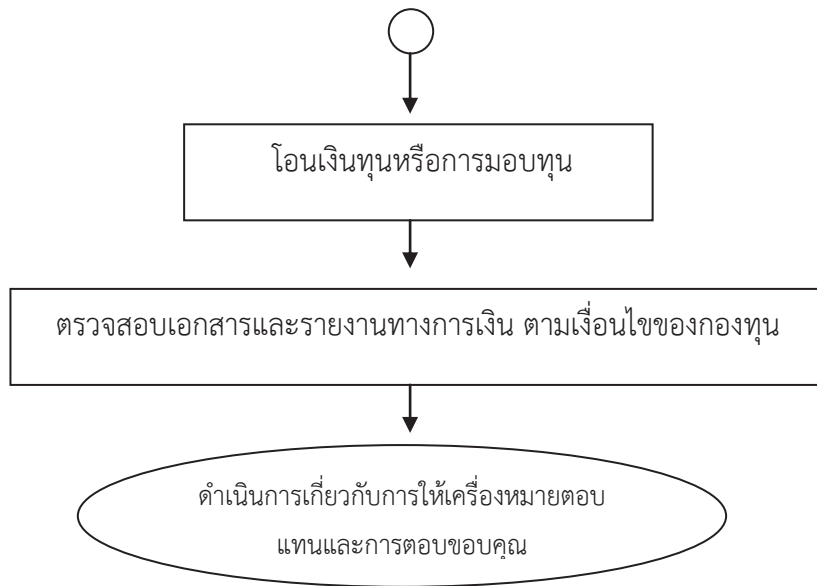 โอนเงินทุนหรือการมอบทุน
ตรวจสอบเอกสารและรายงานทางการเงิน ตามเงื่อนไขของกองทุน
ดำเนินการเกี่ยวกับการให้เครื่องหมายตอบ
แทนและการตอบขอบคุณ